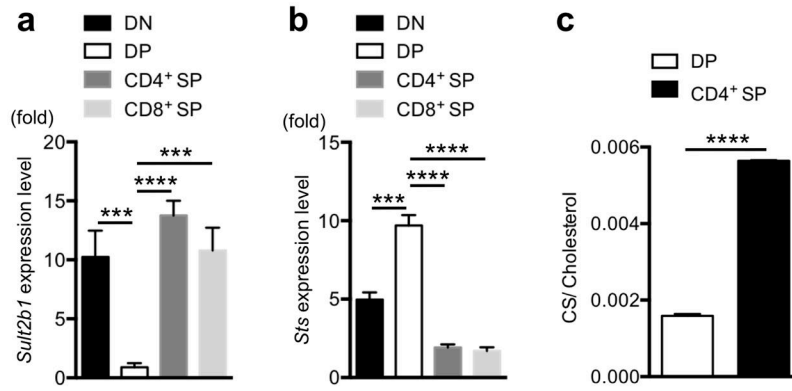 a
DN
DP
CD4+ SP
CD8+ SP
(fold)
Sult2b1 expression level
20
15
10
5
0
***
****
***
b
DN
DP
CD4+ SP
CD8+ SP
(fold)
Sts expression level
15
10
5
0
***
****
****
c
DP
CD4+ SP
CS/ Cholesterol
0.006
0.004
0.002
0.000
****